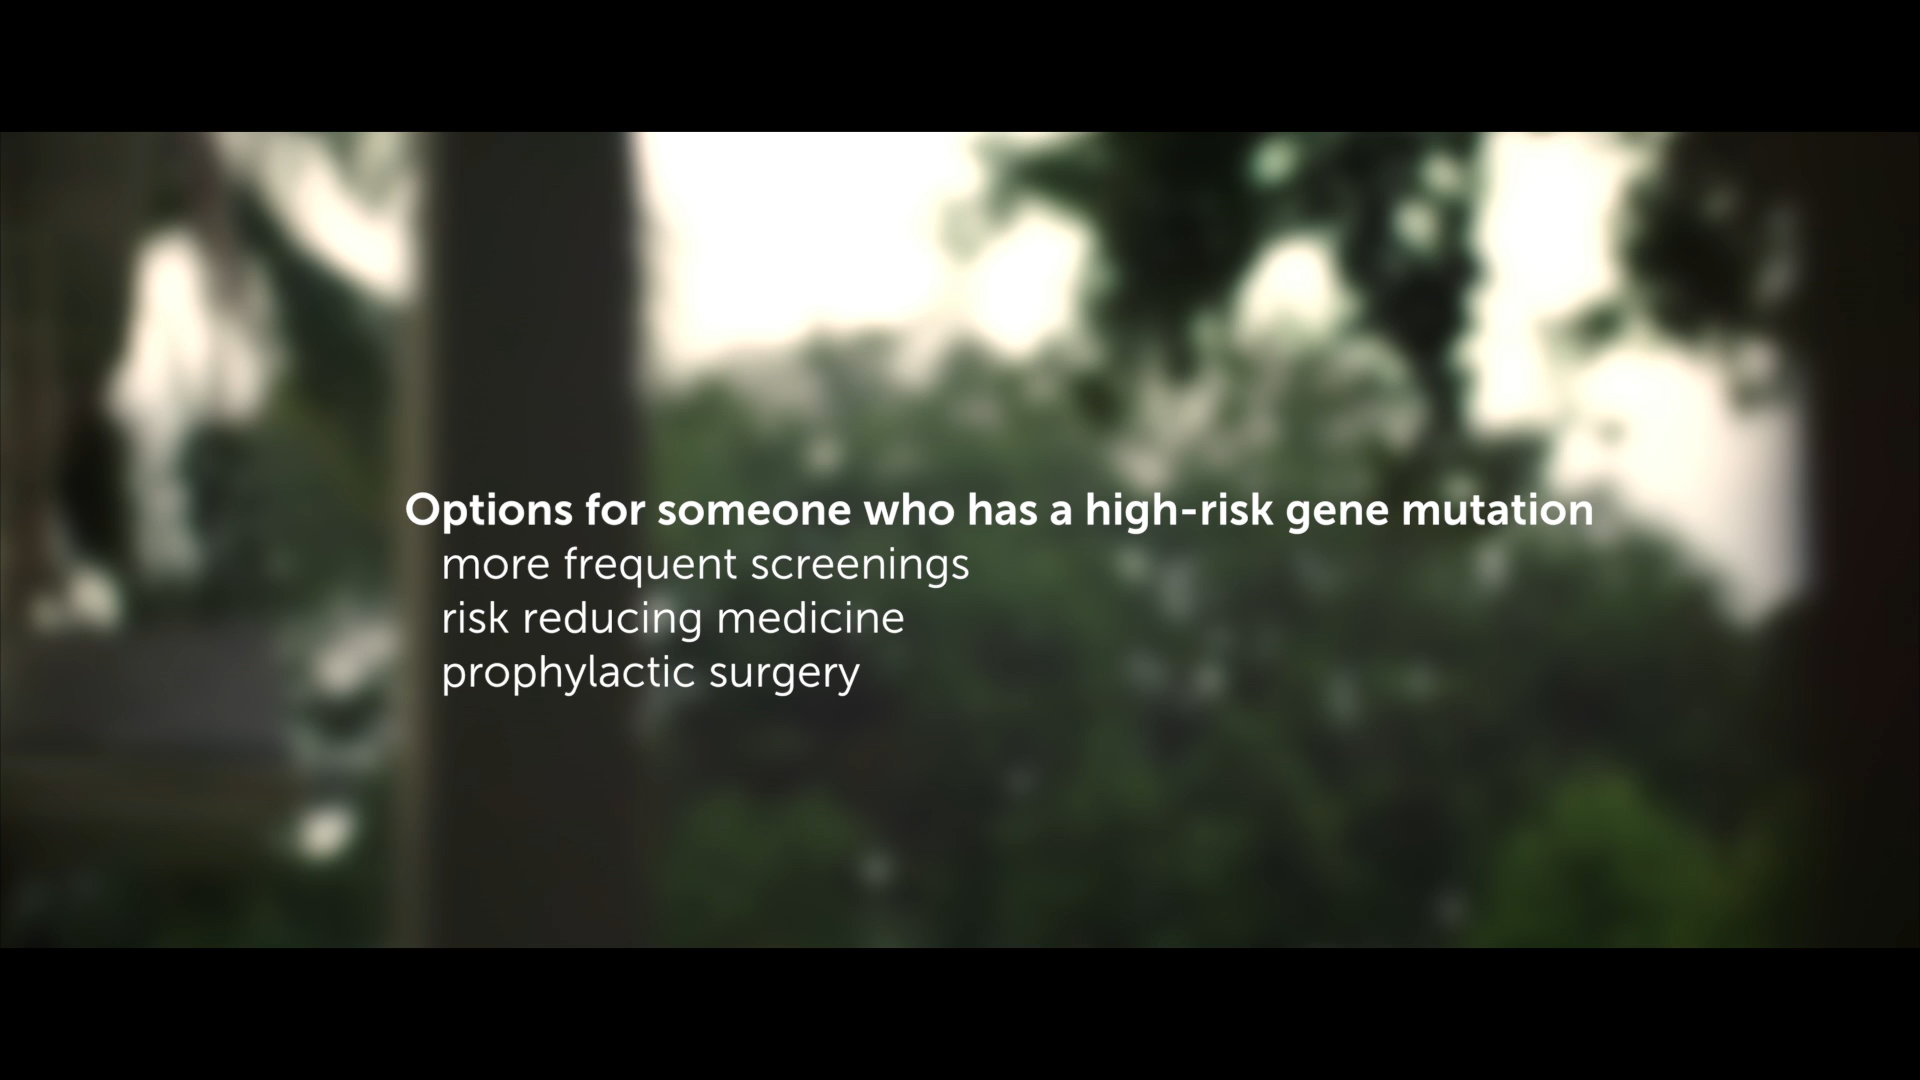 Options for someone who has a high-risk gene mutation
more frequent screenings
risk reducing medicine
prophylactic surgery